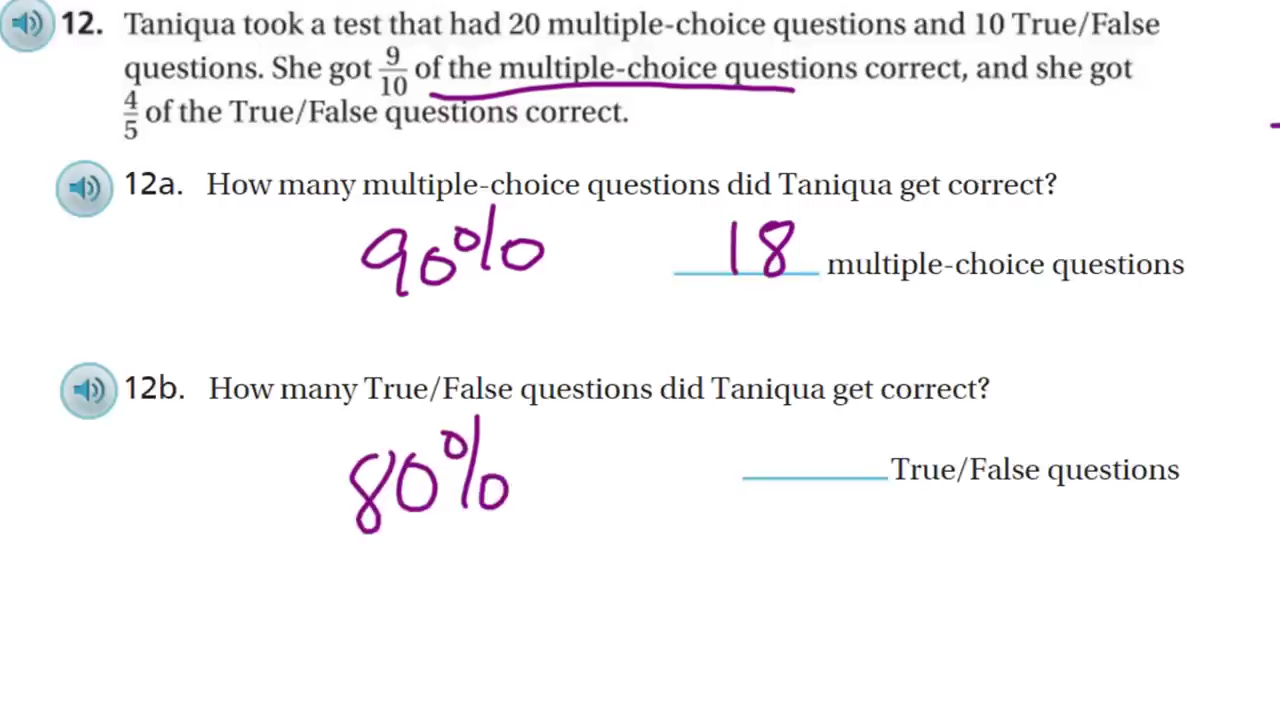 12. Taniqua took a test that had 20 multiple-choice questions and 10 True/False
questions. She got 9/10 of the multiple-choice questions correct, and she got
4/5 of the True/False questions correct.
12a. How many multiple-choice questions did Taniqua get correct?
90% 18 multiple-choice questions
12b. How many True/False questions did Taniqua get correct?
80% True/False questions